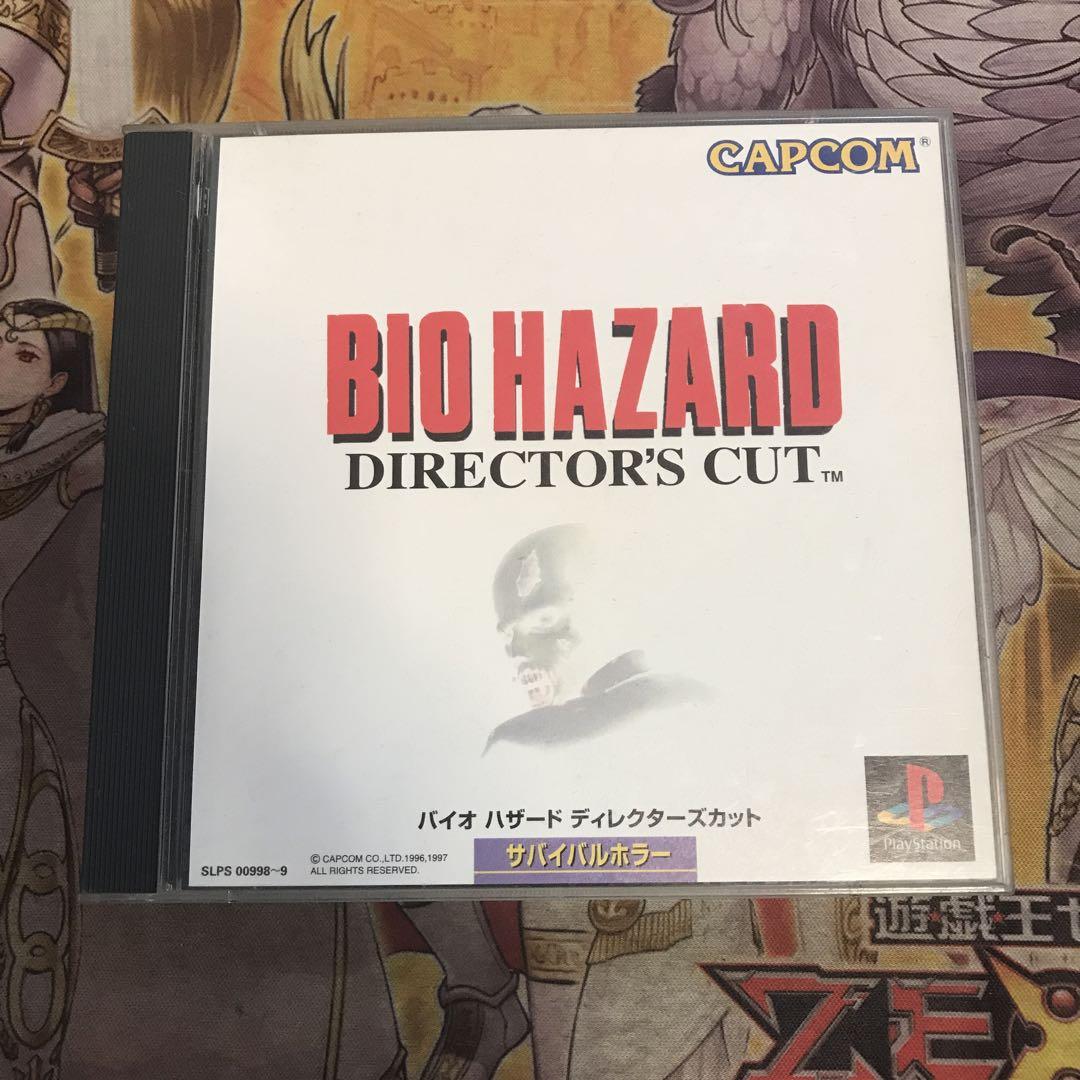 CAPCOM®
BIO HAZARD
DIRECTOR'S CUT™
バイオ ハザード ディレクターズカット
サバイバルホラー
SLPS 00998～9
© CAPCOM CO.,LTD.1996,1997
ALL RIGHTS RESERVED.
PlayStation
遊☆戯☆王
ZE